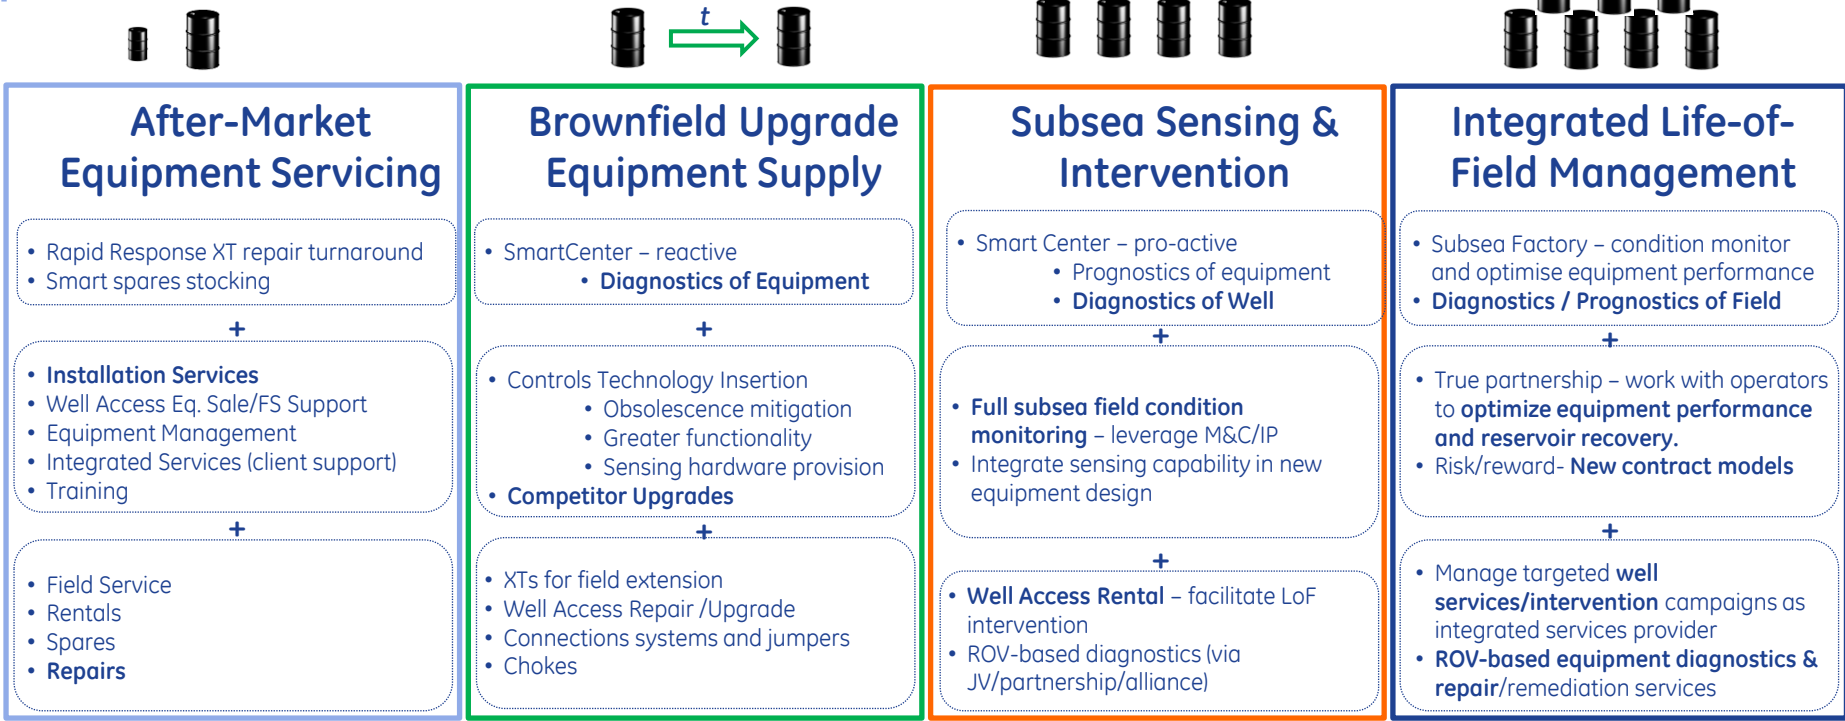 t
After-Market
Equipment Servicing
• Rapid Response XT repair turnaround
• Smart spares stocking
+
• Installation Services
• Well Access Eq. Sale/FS Support
• Equipment Management
• Integrated Services (client support)
• Training
+
• Field Service
• Rentals
• Spares
• Repairs
Brownfield Upgrade
Equipment Supply
• SmartCenter – reactive
• Diagnostics of Equipment
+
• Controls Technology Insertion
• Obsolescence mitigation
• Greater functionality
• Sensing hardware provision
• Competitor Upgrades
+
• XTs for field extension
• Well Access Repair /Upgrade
• Connections systems and jumpers
• Chokes
Subsea Sensing &
Intervention
• Smart Center – pro-active
• Prognostics of equipment
• Diagnostics of Well
+
• Full subsea field condition
monitoring – leverage M&C/IP
• Integrate sensing capability in new
equipment design
+
• Well Access Rental – facilitate LoF
intervention
• ROV-based diagnostics (via
JV/partnership/alliance)
Integrated Life-of-
Field Management
• Subsea Factory – condition monitor
and optimise equipment performance
• Diagnostics / Prognostics of Field
+
• True partnership – work with operators
to optimize equipment performance
and reservoir recovery.
• Risk/reward- New contract models
+
• Manage targeted well
services/intervention campaigns as
integrated services provider
• ROV-based equipment diagnostics &
repair/remediation services